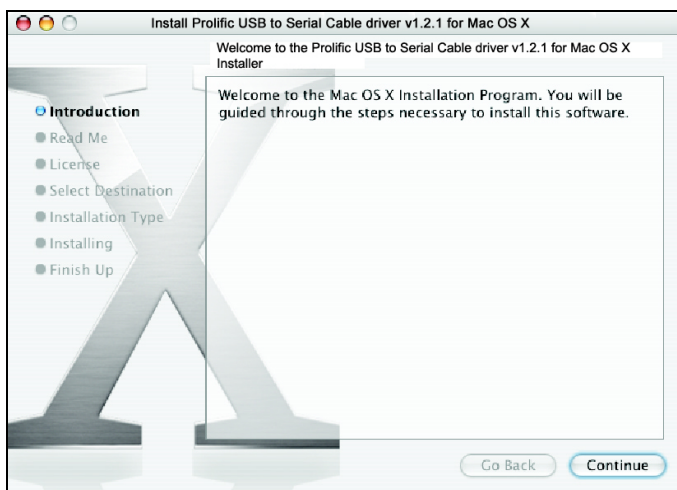 Install Prolific USB to Serial Cable driver v1.2.1 for Mac OS X
Welcome to the Prolific USB to Serial Cable driver v1.2.1 for Mac OS X
Installer
Introduction
Read Me
License
Select Destination
Installation Type
Installing
Finish Up
Welcome to the Mac OS X Installation Program. You will be
guided through the steps necessary to install this software.
Go Back
Continue